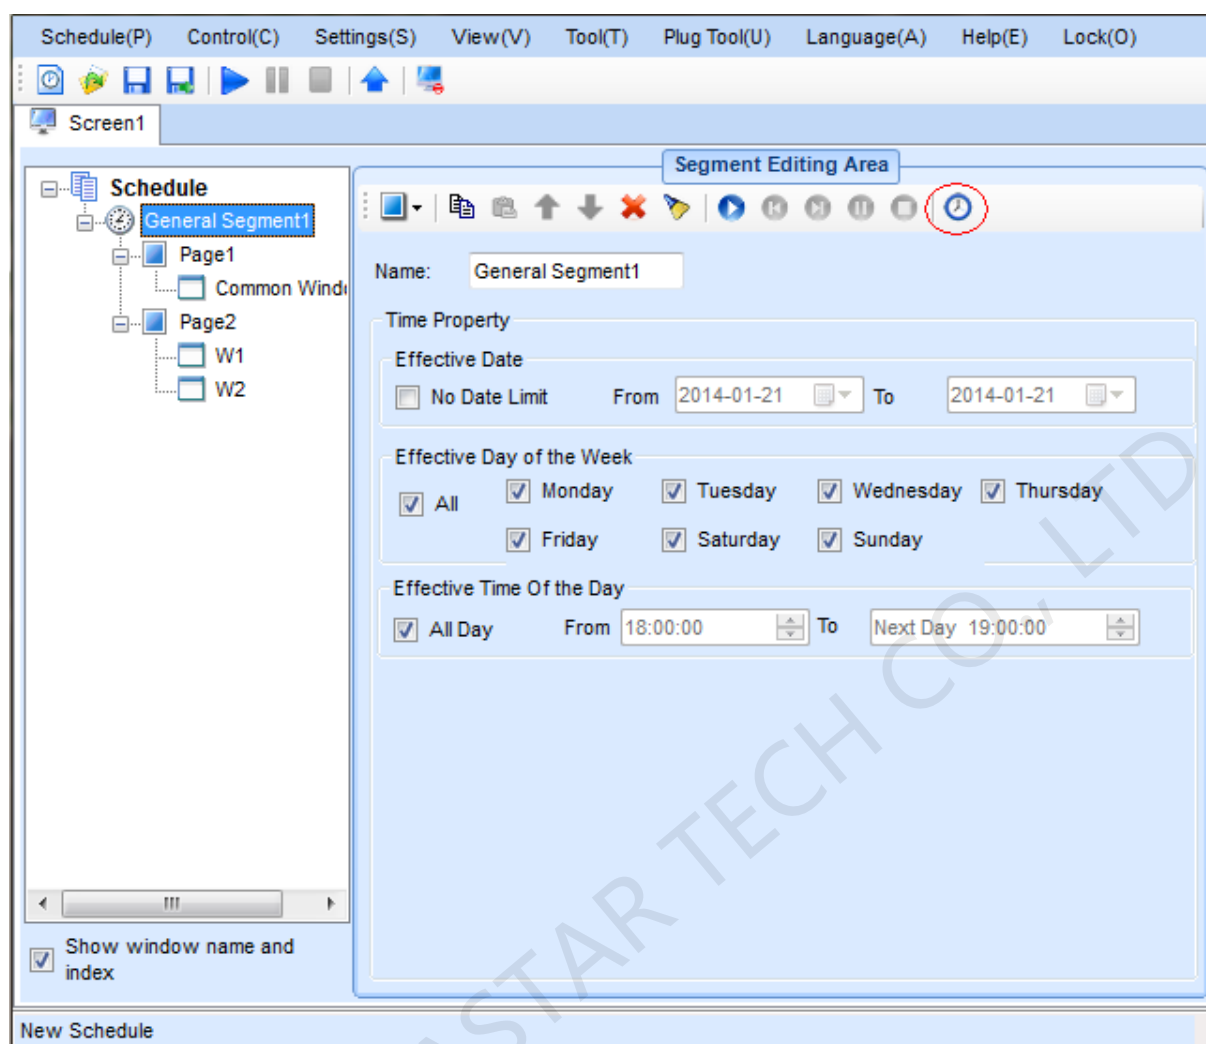 Schedule(P) Control(C) Settings(S) View(V) Tool(T) Plug Tool(U) Language(A) Help(E) Lock(O)
Screen1
Segment Editing Area
Schedule
General Segment1
Page1
Common Wind
Page2
W1
W2
Name: General Segment1
Time Property
Effective Date
No Date Limit From 2014-01-21 To 2014-01-21
Effective Day of the Week
All Monday Tuesday Wednesday Thursday
Friday Saturday Sunday
Effective Time Of the Day
All Day From 18:00:00 To Next Day 19:00:00
Show window name and
index
New Schedule
ASTAR TECH CO., LTD